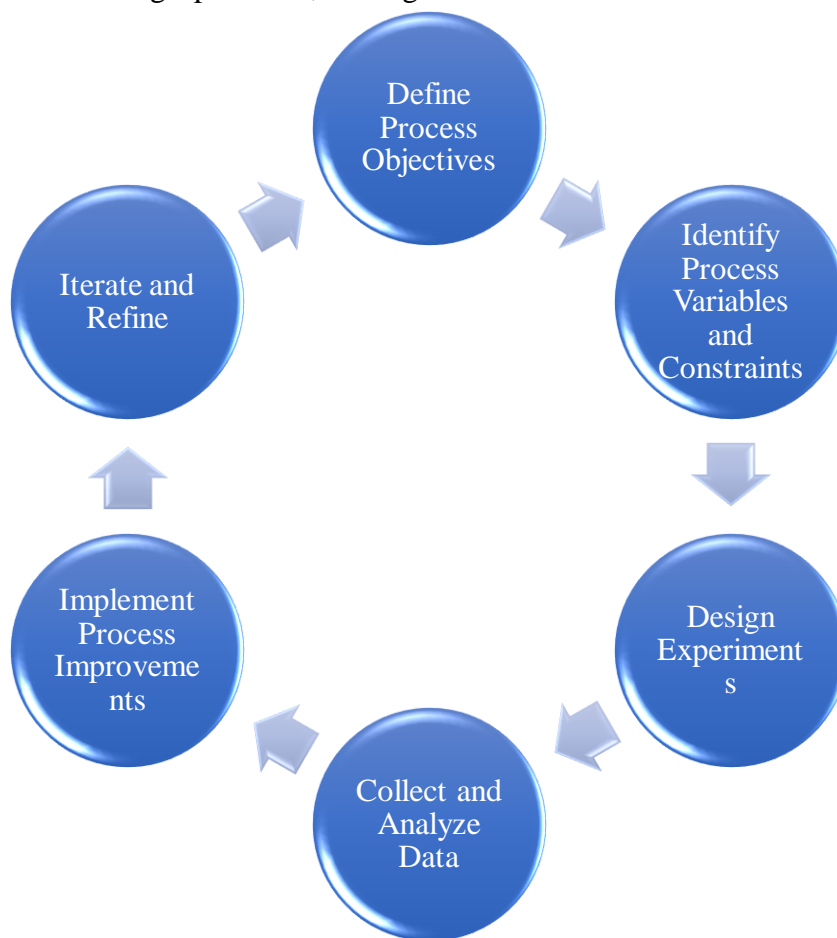 Define
Process
Objectives
Identify
Process
Variables
and
Constraints
Design
Experiment
s
Collect and
Analyze
Data
Implement
Process
Improveme
nts
Iterate and
Refine